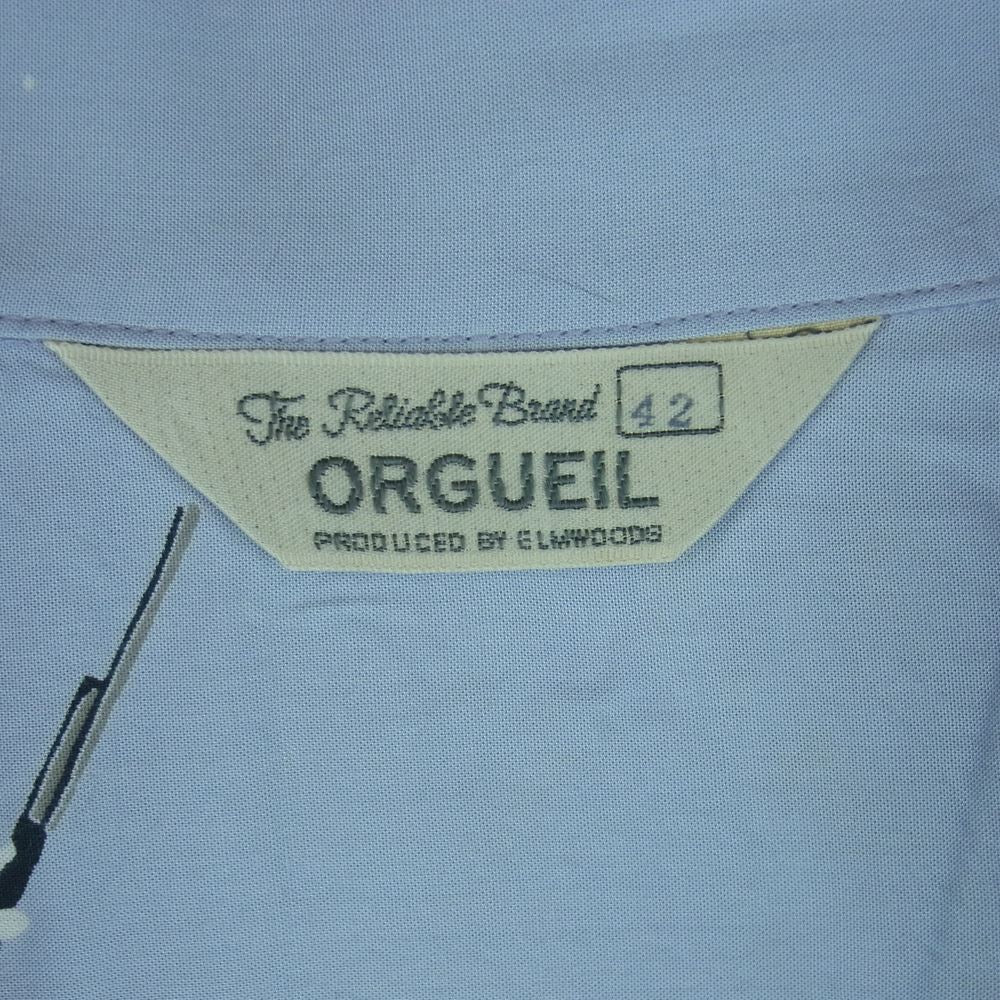 The Reliable Brand 42
ORGUEIL
PRODUCED BY ELMWOODS